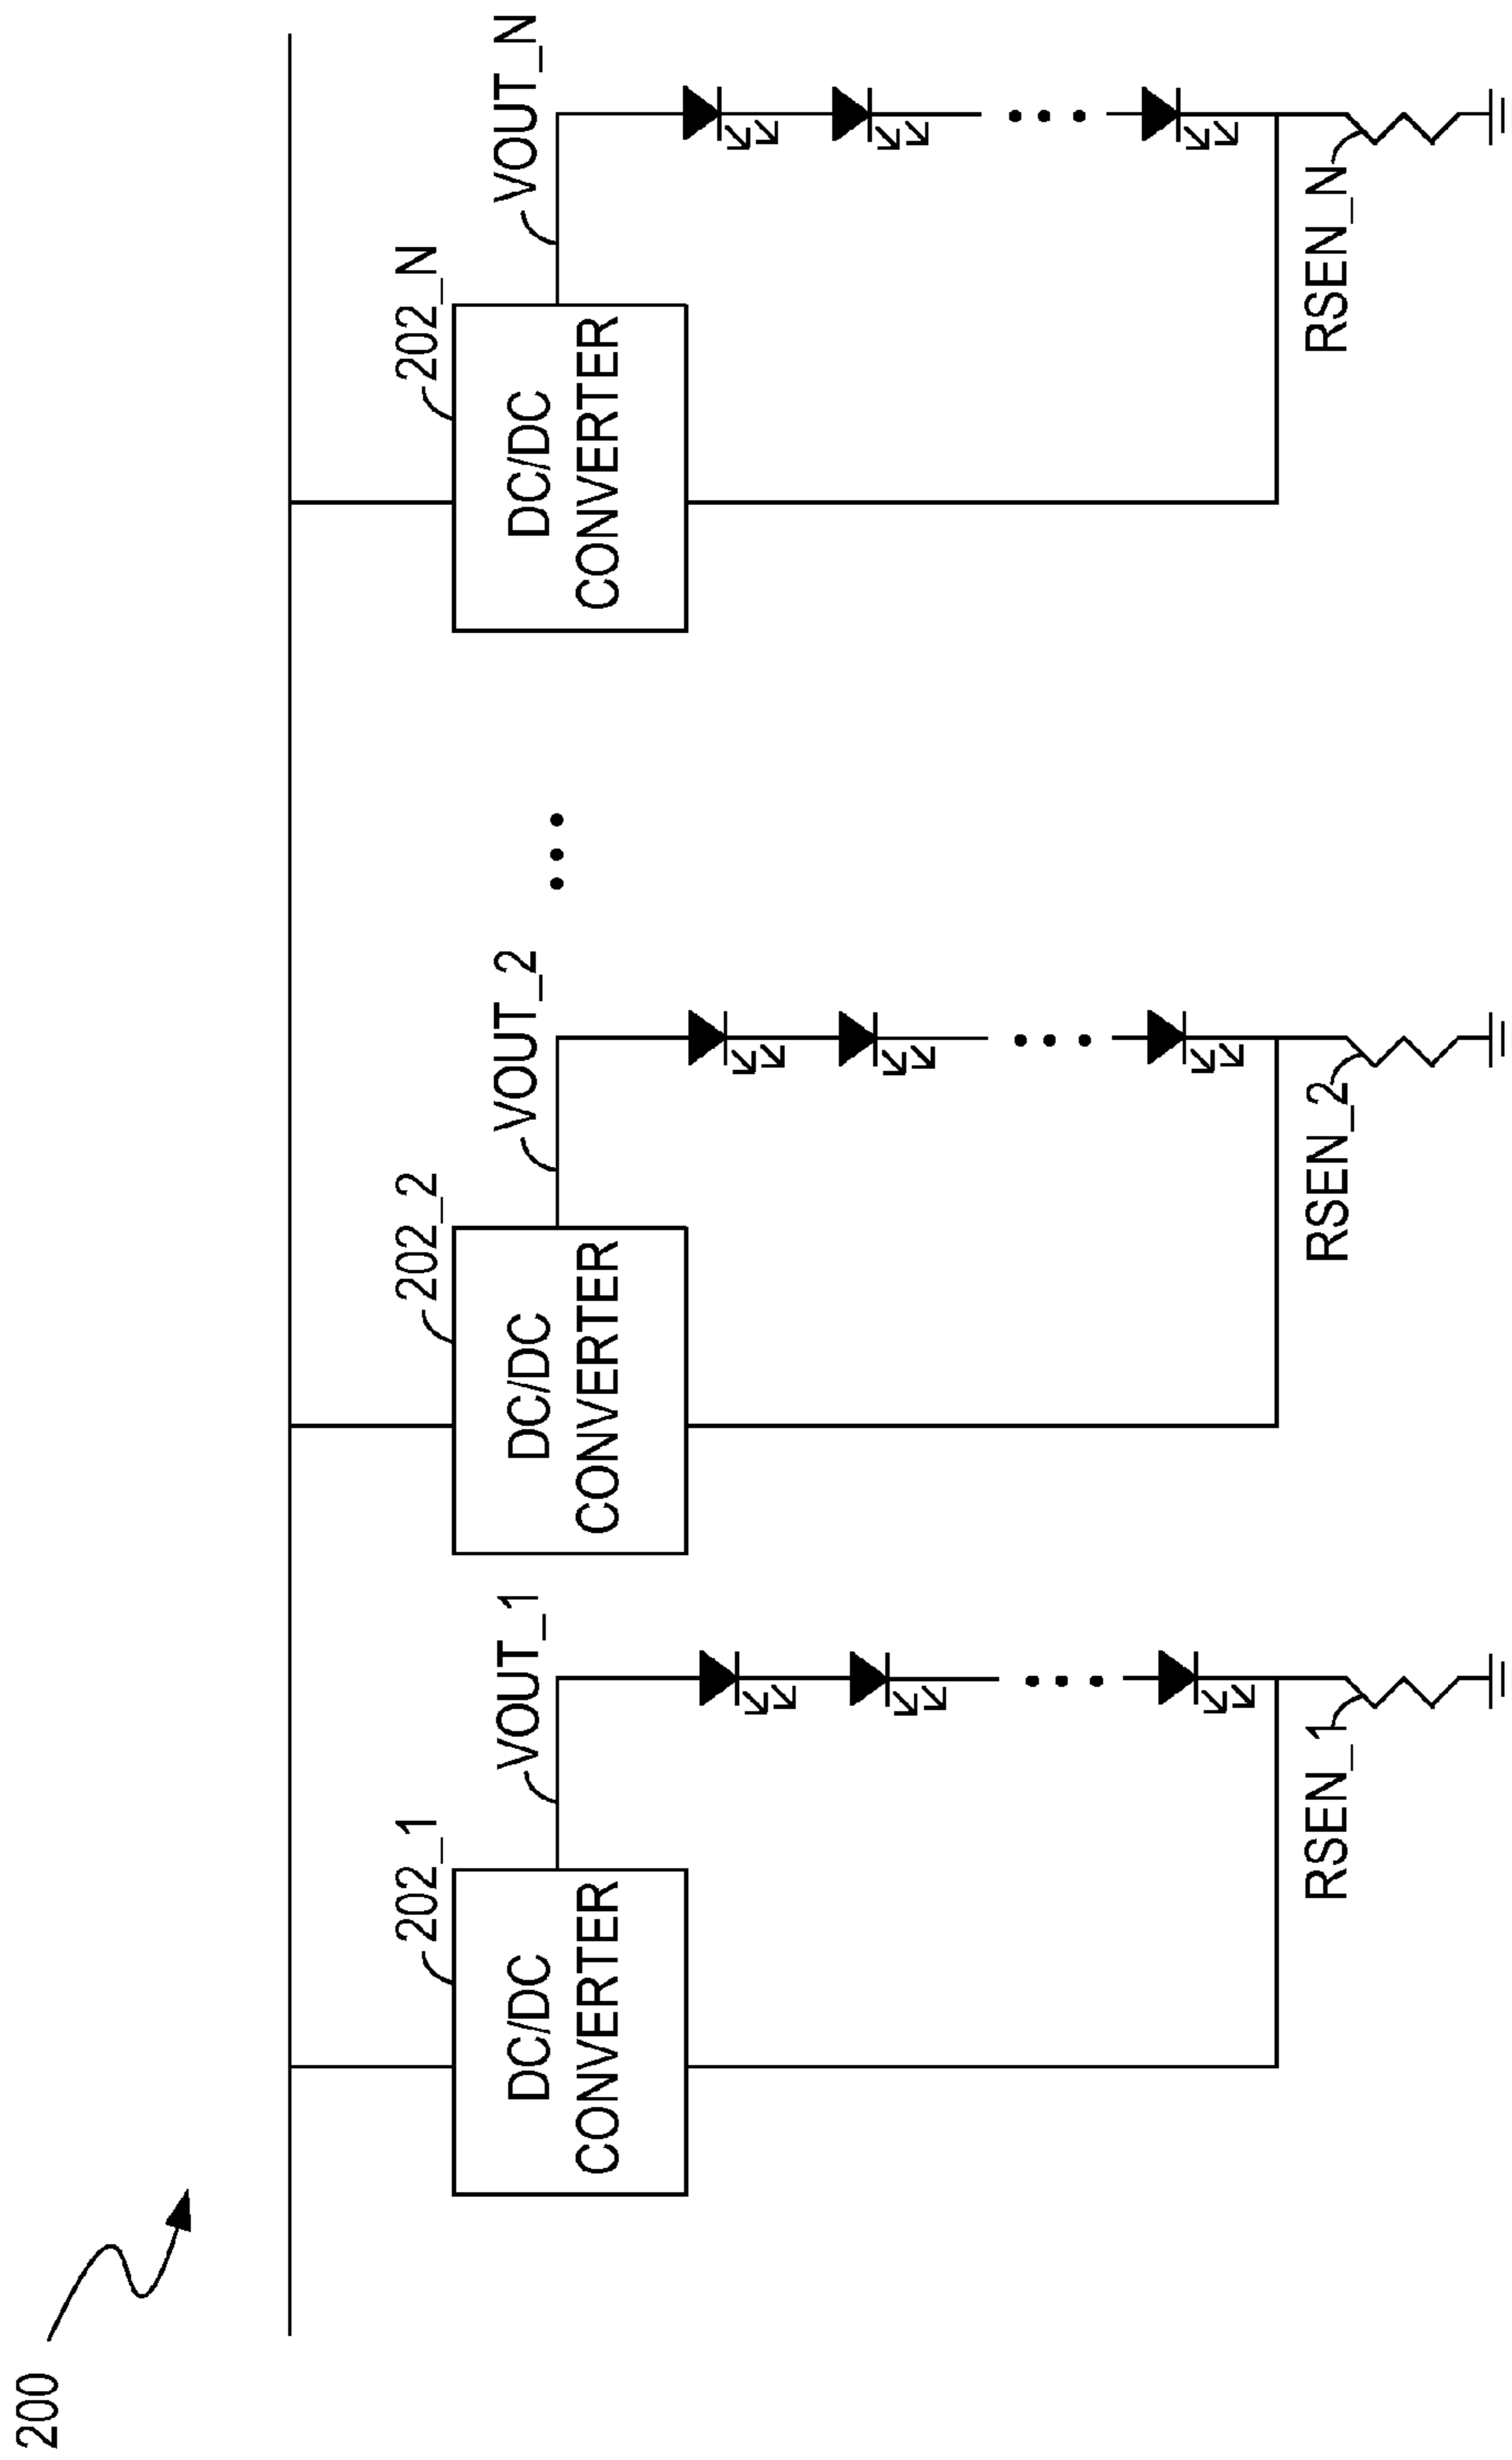 200
202_1
DC/DC
CONVERTER
VOUT_1
RSEN_1
202_2
DC/DC
CONVERTER
VOUT_2
RSEN_2
202_N
DC/DC
CONVERTER
VOUT_N
RSEN_N